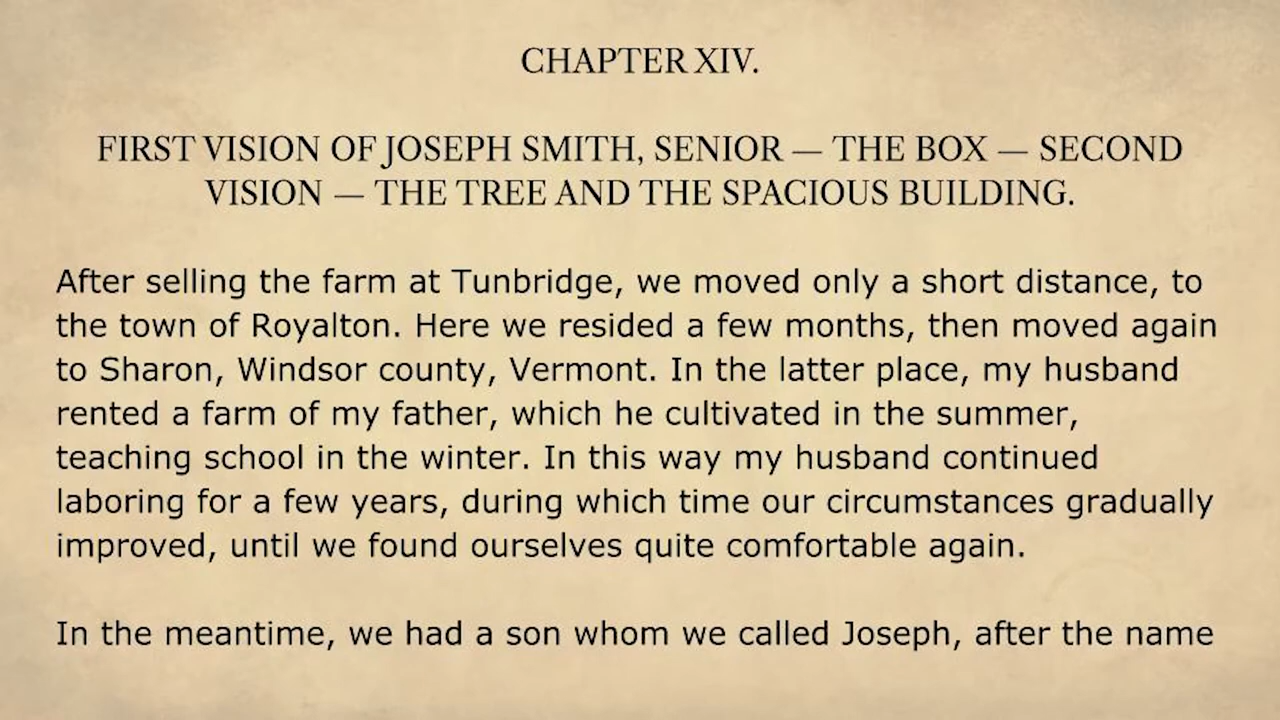 CHAPTER XIV.
FIRST VISION OF JOSEPH SMITH, SENIOR — THE BOX — SECOND
VISION — THE TREE AND THE SPACIOUS BUILDING.
After selling the farm at Tunbridge, we moved only a short distance, to
the town of Royalton. Here we resided a few months, then moved again
to Sharon, Windsor county, Vermont. In the latter place, my husband
rented a farm of my father, which he cultivated in the summer,
teaching school in the winter. In this way my husband continued
laboring for a few years, during which time our circumstances gradually
improved, until we found ourselves quite comfortable again.
In the meantime, we had a son whom we called Joseph, after the name